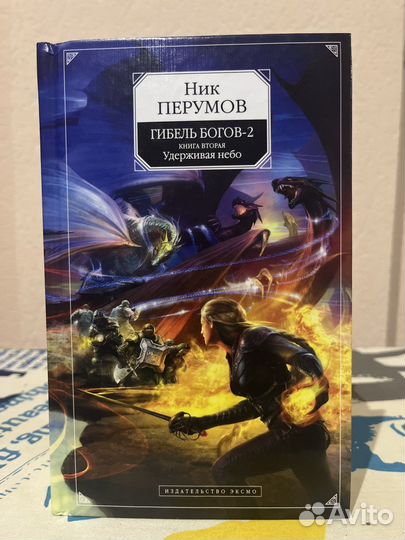 Ник
ПЕРУМОВ
ГИБЕЛЬ БОГОВ-2
КНИГА ВТОРАЯ
Удерживая небо
ИЗДАТЕЛЬСТВО ЭКСМО
Avito